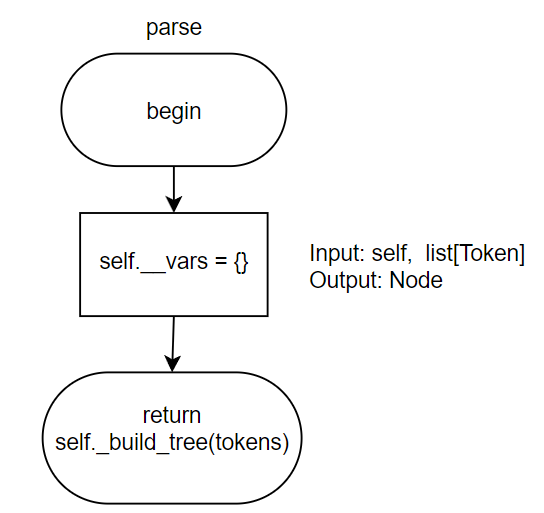 parse
begin
self.__vars = {}
Input: self,  list[Token]
Output: Node
return
self._build_tree(tokens)